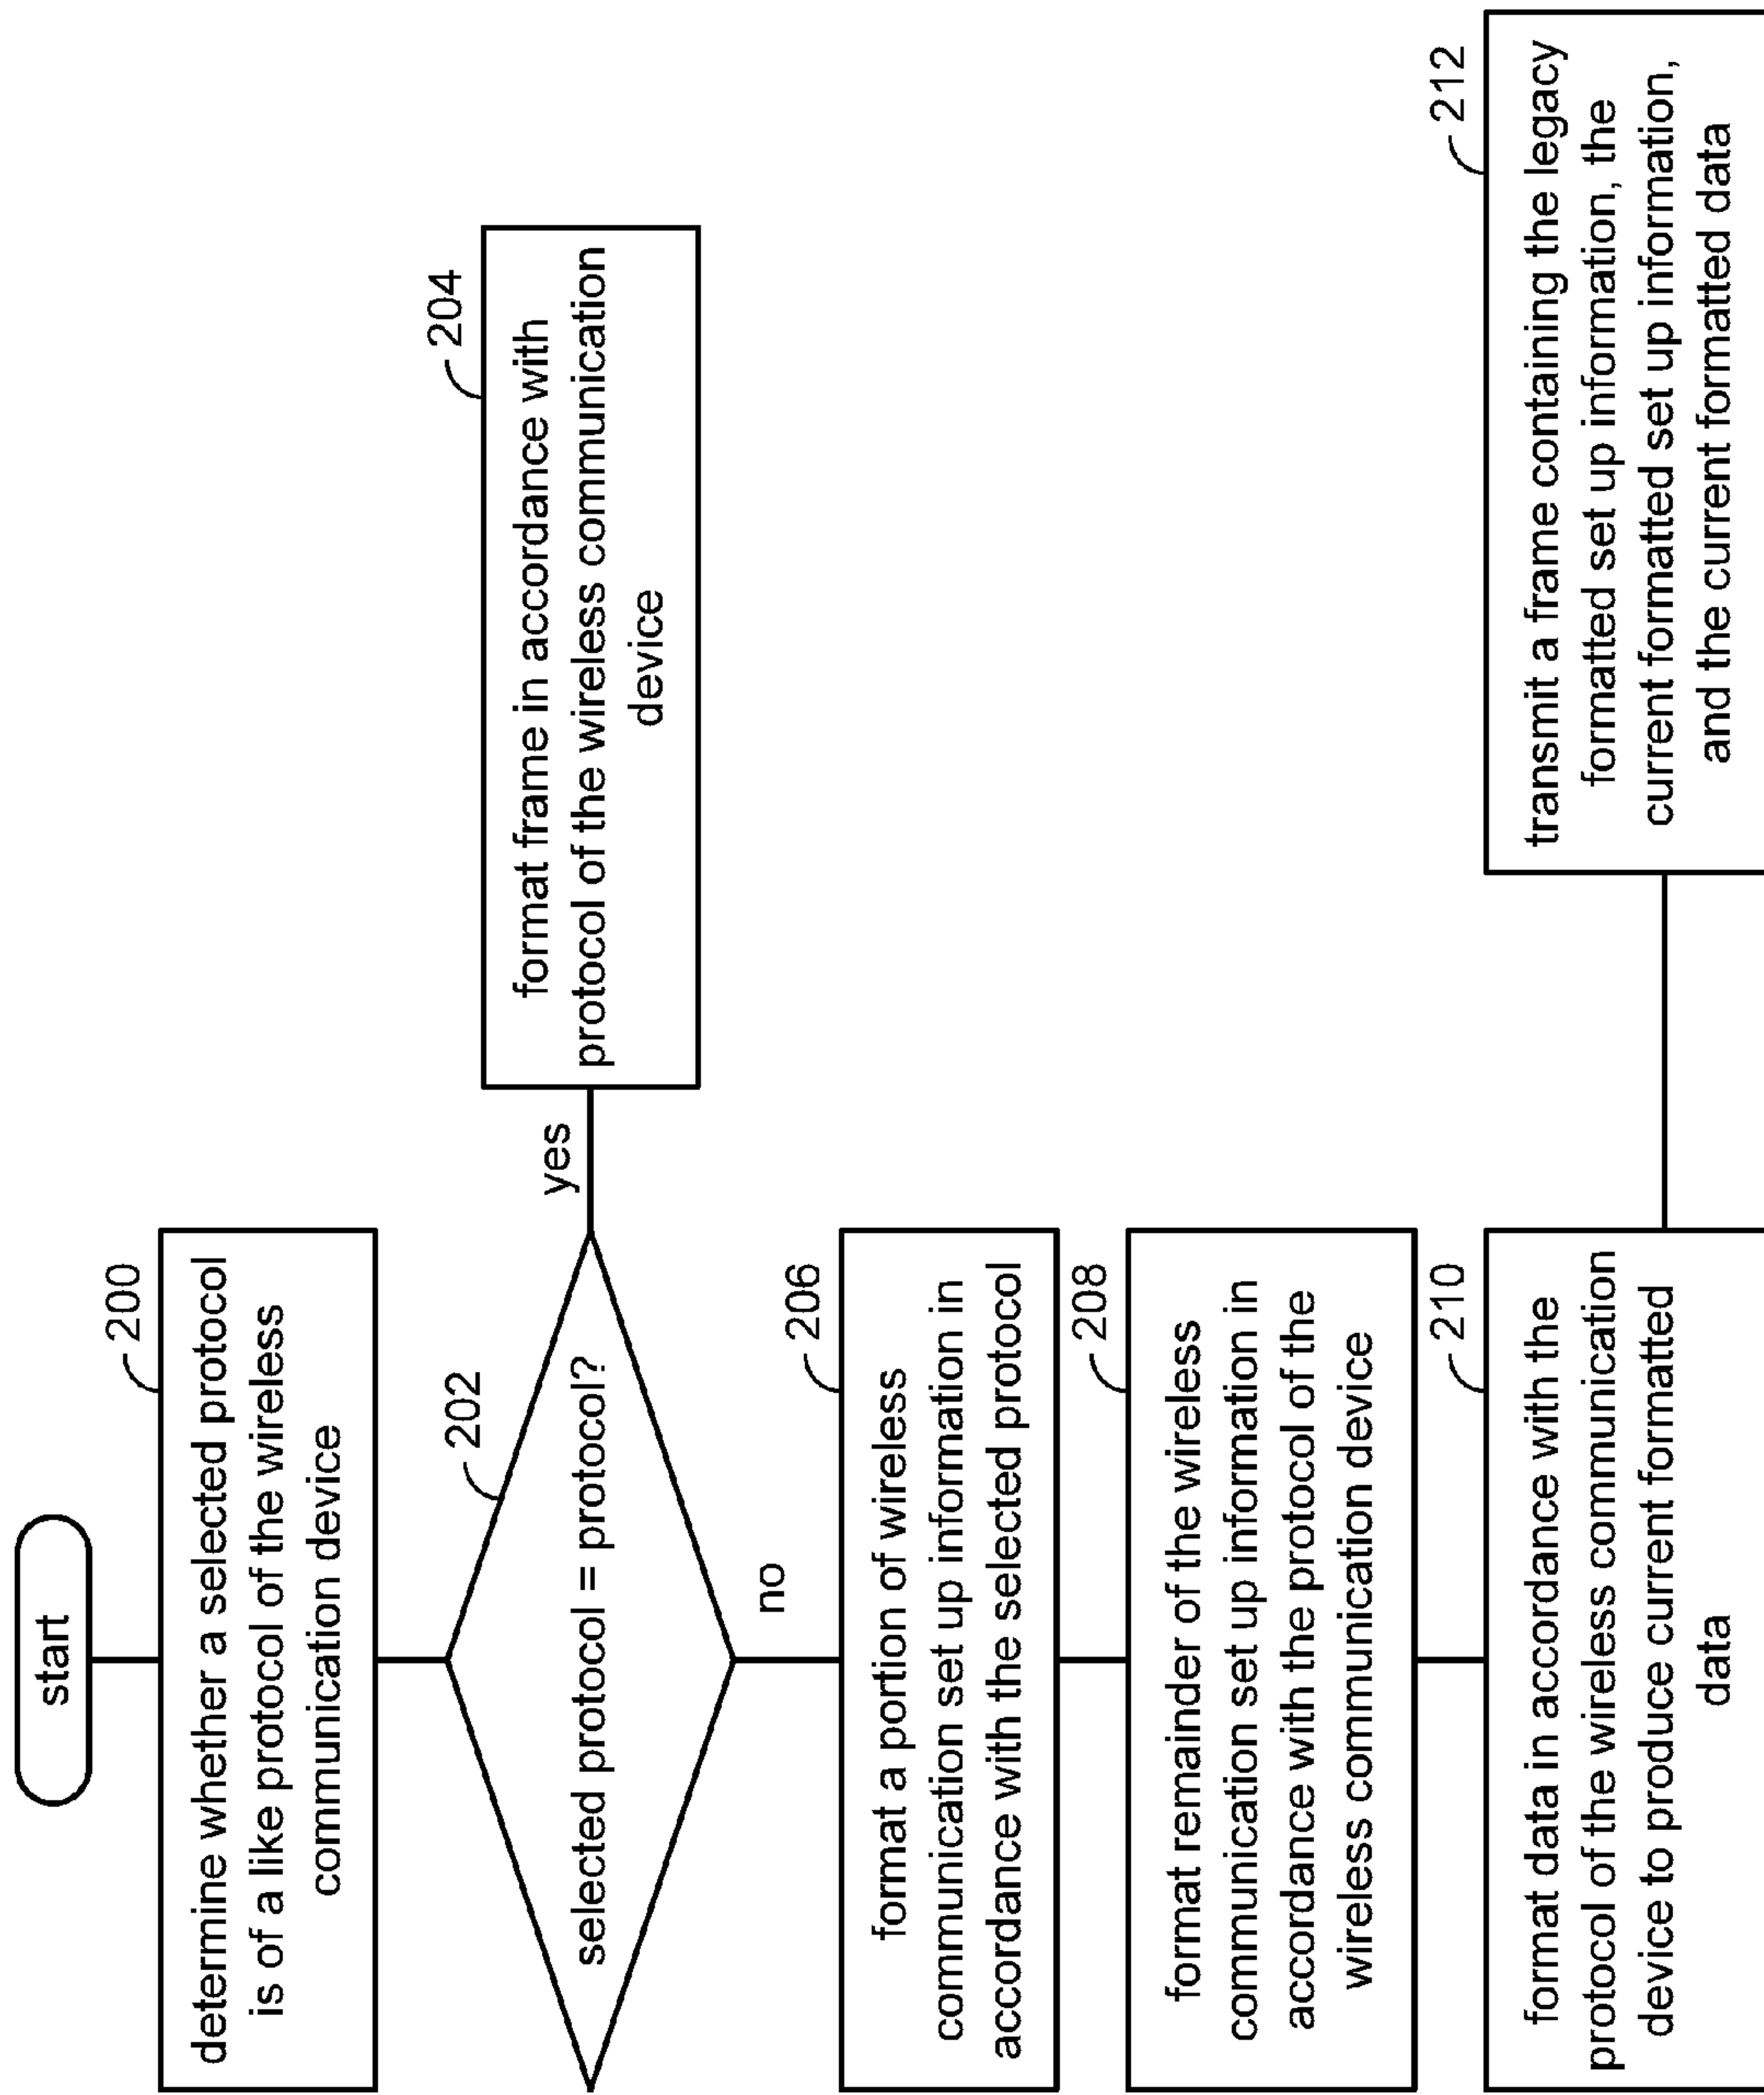 start
200
determine whether a selected protocol
is of a like protocol of the wireless
communication device
202
selected protocol = protocol?
yes
204
format frame in accordance with
protocol of the wireless communication
device
no
206
format a portion of wireless
communication set up information in
accordance with the selected protocol
208
format remainder of the wireless
communication set up information in
accordance with the protocol of the
wireless communication device
210
format data in accordance with the
protocol of the wireless communication
device to produce current formatted
data
212
transmit a frame containing the legacy
formatted set up information, the
current formatted set up information,
and the current formatted data